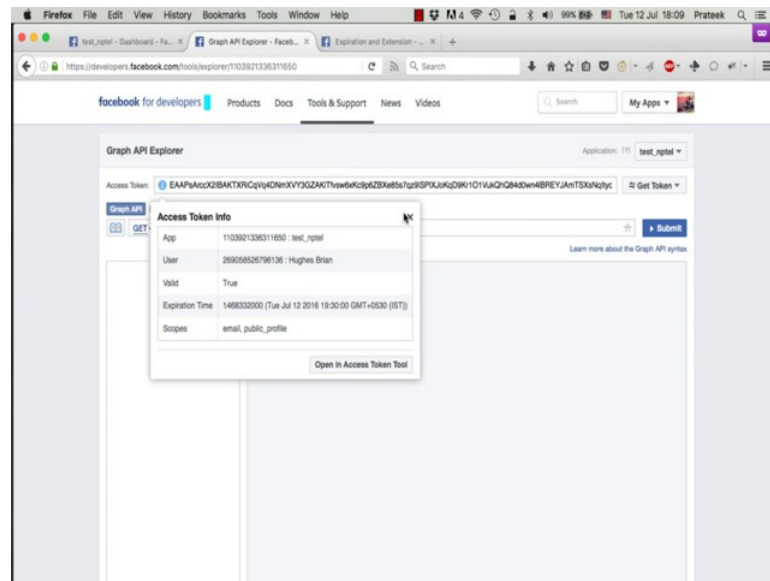 Firefox File Edit View History Bookmarks Tools Window Help 4 99% Tue 12 Jul 18:09 Prateek
test_nptel - Dashboard - Fa... × Graph API Explorer - Faceb... × Expiration and Extension - ... × +
https://developers.facebook.com/tools/explorer/1103921336311650 Search
facebook for developers Products Docs Tools & Support News Videos Search My Apps
Graph API Explorer Application: [?] test_nptel
Access Token: Get Token
Graph API
GET Submit
Learn more about the Graph API syntax
Access Token Info ×
App 1103921336311650 : test_nptel
User 269058526796136 : Hughes Brian
Valid True
Expiration Time 1468332000 (Tue Jul 12 2016 19:30:00 GMT+0530 (IST))
Scopes email, public_profile
Open in Access Token Tool